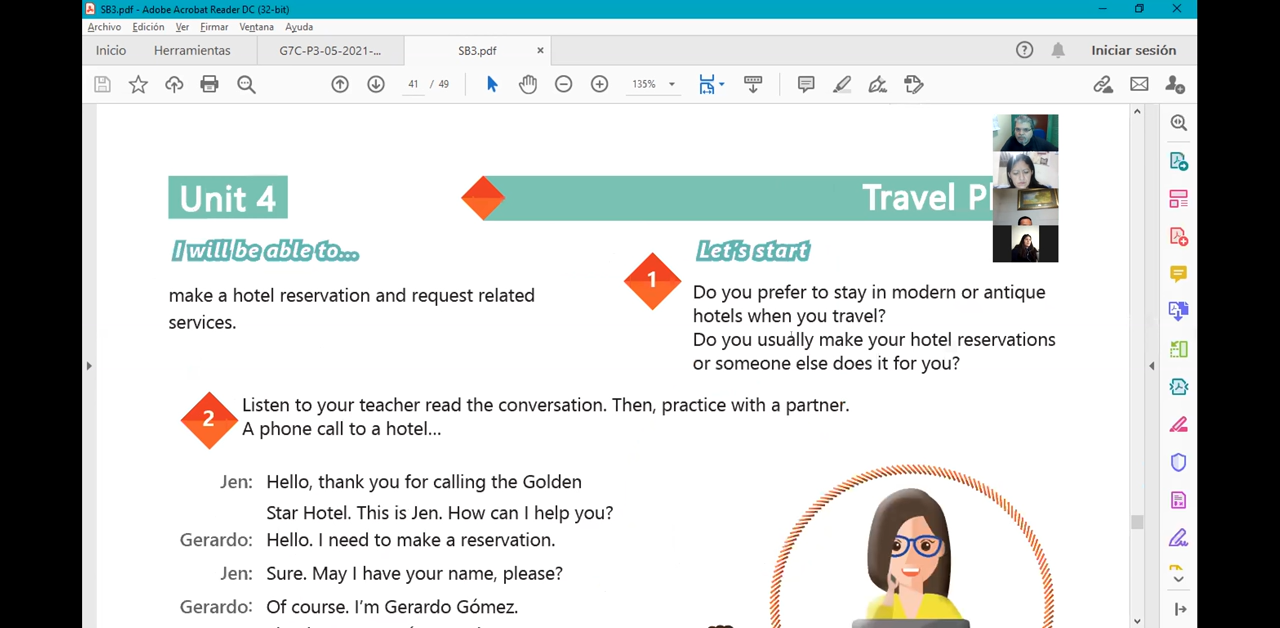 SB3.pdf - Adobe Acrobat Reader DC (32-bit)
Archivo Edición Ver Firmar Ventana Ayuda
Inicio Herramientas G7C-P3-05-2021-... SB3.pdf × ? Iniciar sesión
41 / 49 135%
Unit 4
Travel Pl
I will be able to...
Let's start
make a hotel reservation and request related
services.
1
Do you prefer to stay in modern or antique
hotels when you travel?
Do you usually make your hotel reservations
or someone else does it for you?
2
Listen to your teacher read the conversation. Then, practice with a partner.
A phone call to a hotel...
Jen: Hello, thank you for calling the Golden
Star Hotel. This is Jen. How can I help you?
Gerardo: Hello. I need to make a reservation.
Jen: Sure. May I have your name, please?
Gerardo: Of course. I'm Gerardo Gómez.